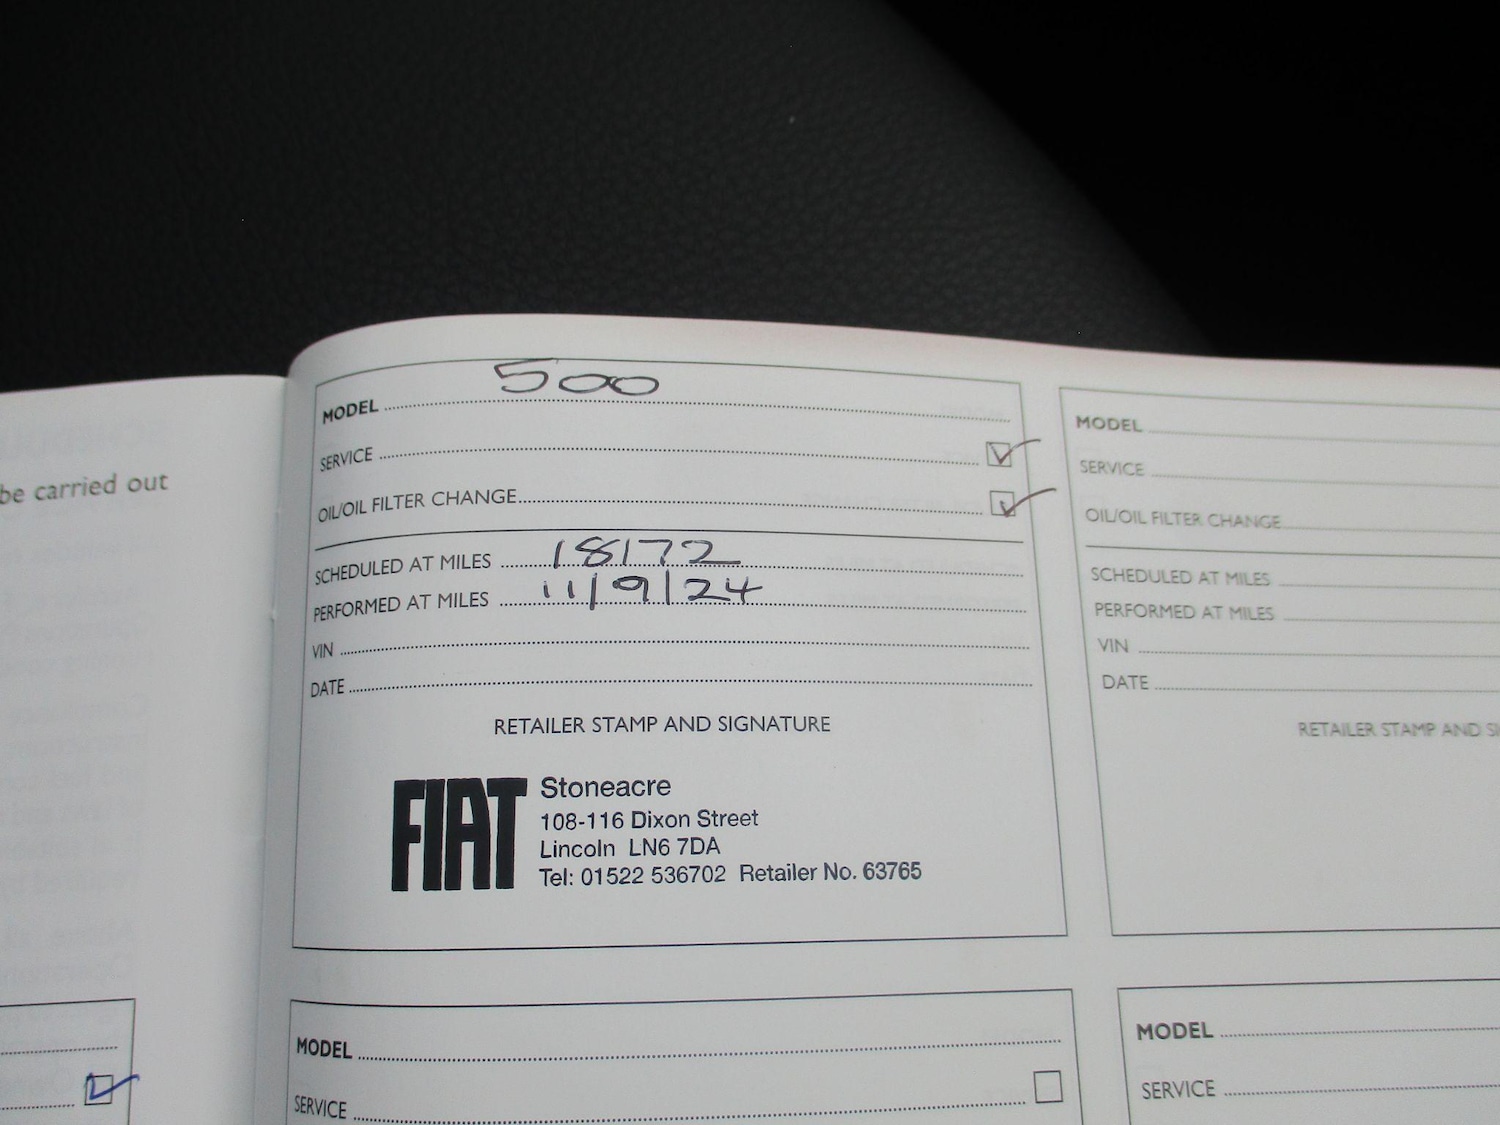 be carried out
MODEL 500
SERVICE
OIL/OIL FILTER CHANGE
SCHEDULED AT MILES 18172
PERFORMED AT MILES 11/9/24
VIN
DATE
RETAILER STAMP AND SIGNATURE
FIAT
Stoneacre
108-116 Dixon Street
Lincoln LN6 7DA
Tel: 01522 536702 Retailer No. 63765
MODEL
SERVICE
OIL/OIL FILTER CHANGE
SCHEDULED AT MILES
PERFORMED AT MILES
VIN
DATE
RETAILER STAMP AND
MODEL
SERVICE
MODEL
SERVICE